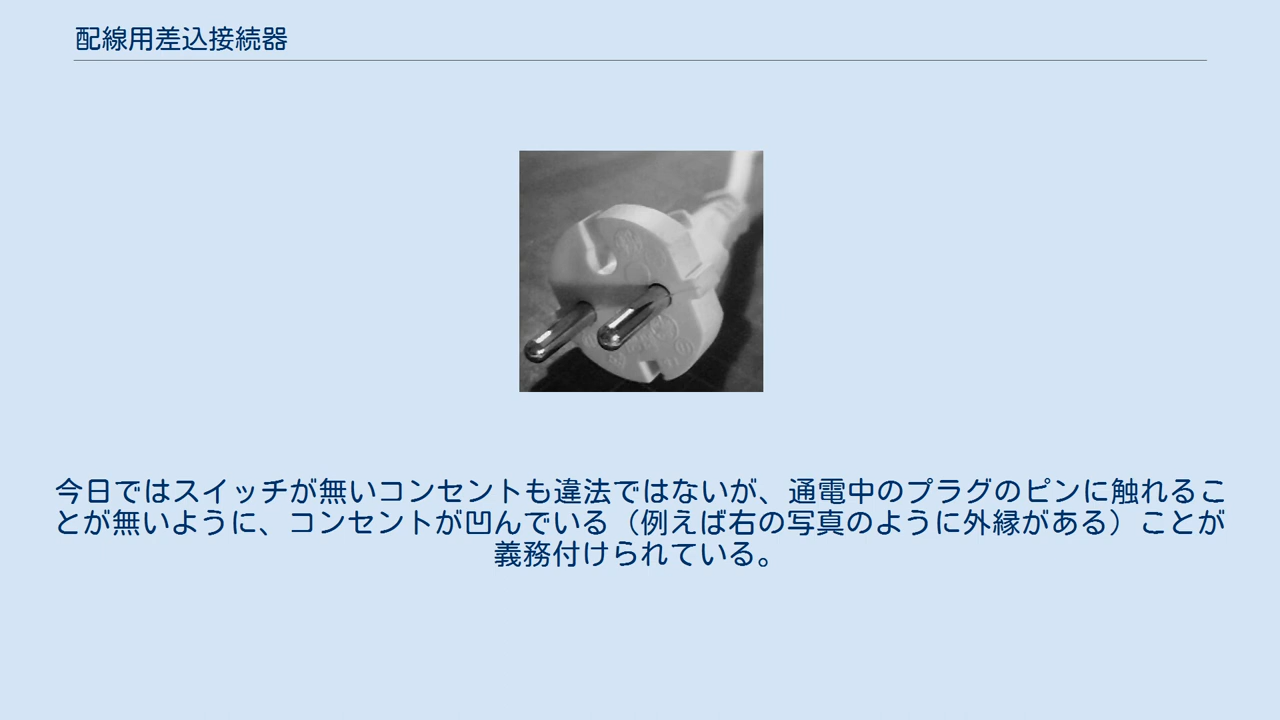 配線用差込接続器
今日ではスイッチが無いコンセントも違法ではないが、通電中のプラグのピンに触れるこ
とが無いように、コンセントが凹んでいる（例えば右の写真のように外縁がある）ことが
義務付けられている。